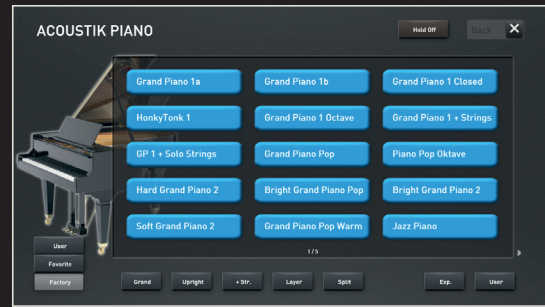 ACOUSTIK PIANO
Hold Off
Back
Grand Piano 1a
Grand Piano 1b
Grand Piano 1 Closed
HonkyTonk 1
Grand Piano 1 Octave
Grand Piano 1 + Strings
GP 1 + Solo Strings
Grand Piano Pop
Piano Pop Oktave
Hard Grand Piano 2
Bright Grand Piano Pop
Bright Grand Piano 2
Soft Grand Piano 2
Grand Piano Pop Warm
Jazz Piano
1/5
User
Favorite
Factory
Grand
Upright
+ Str.
Layer
Split
Exp.
User